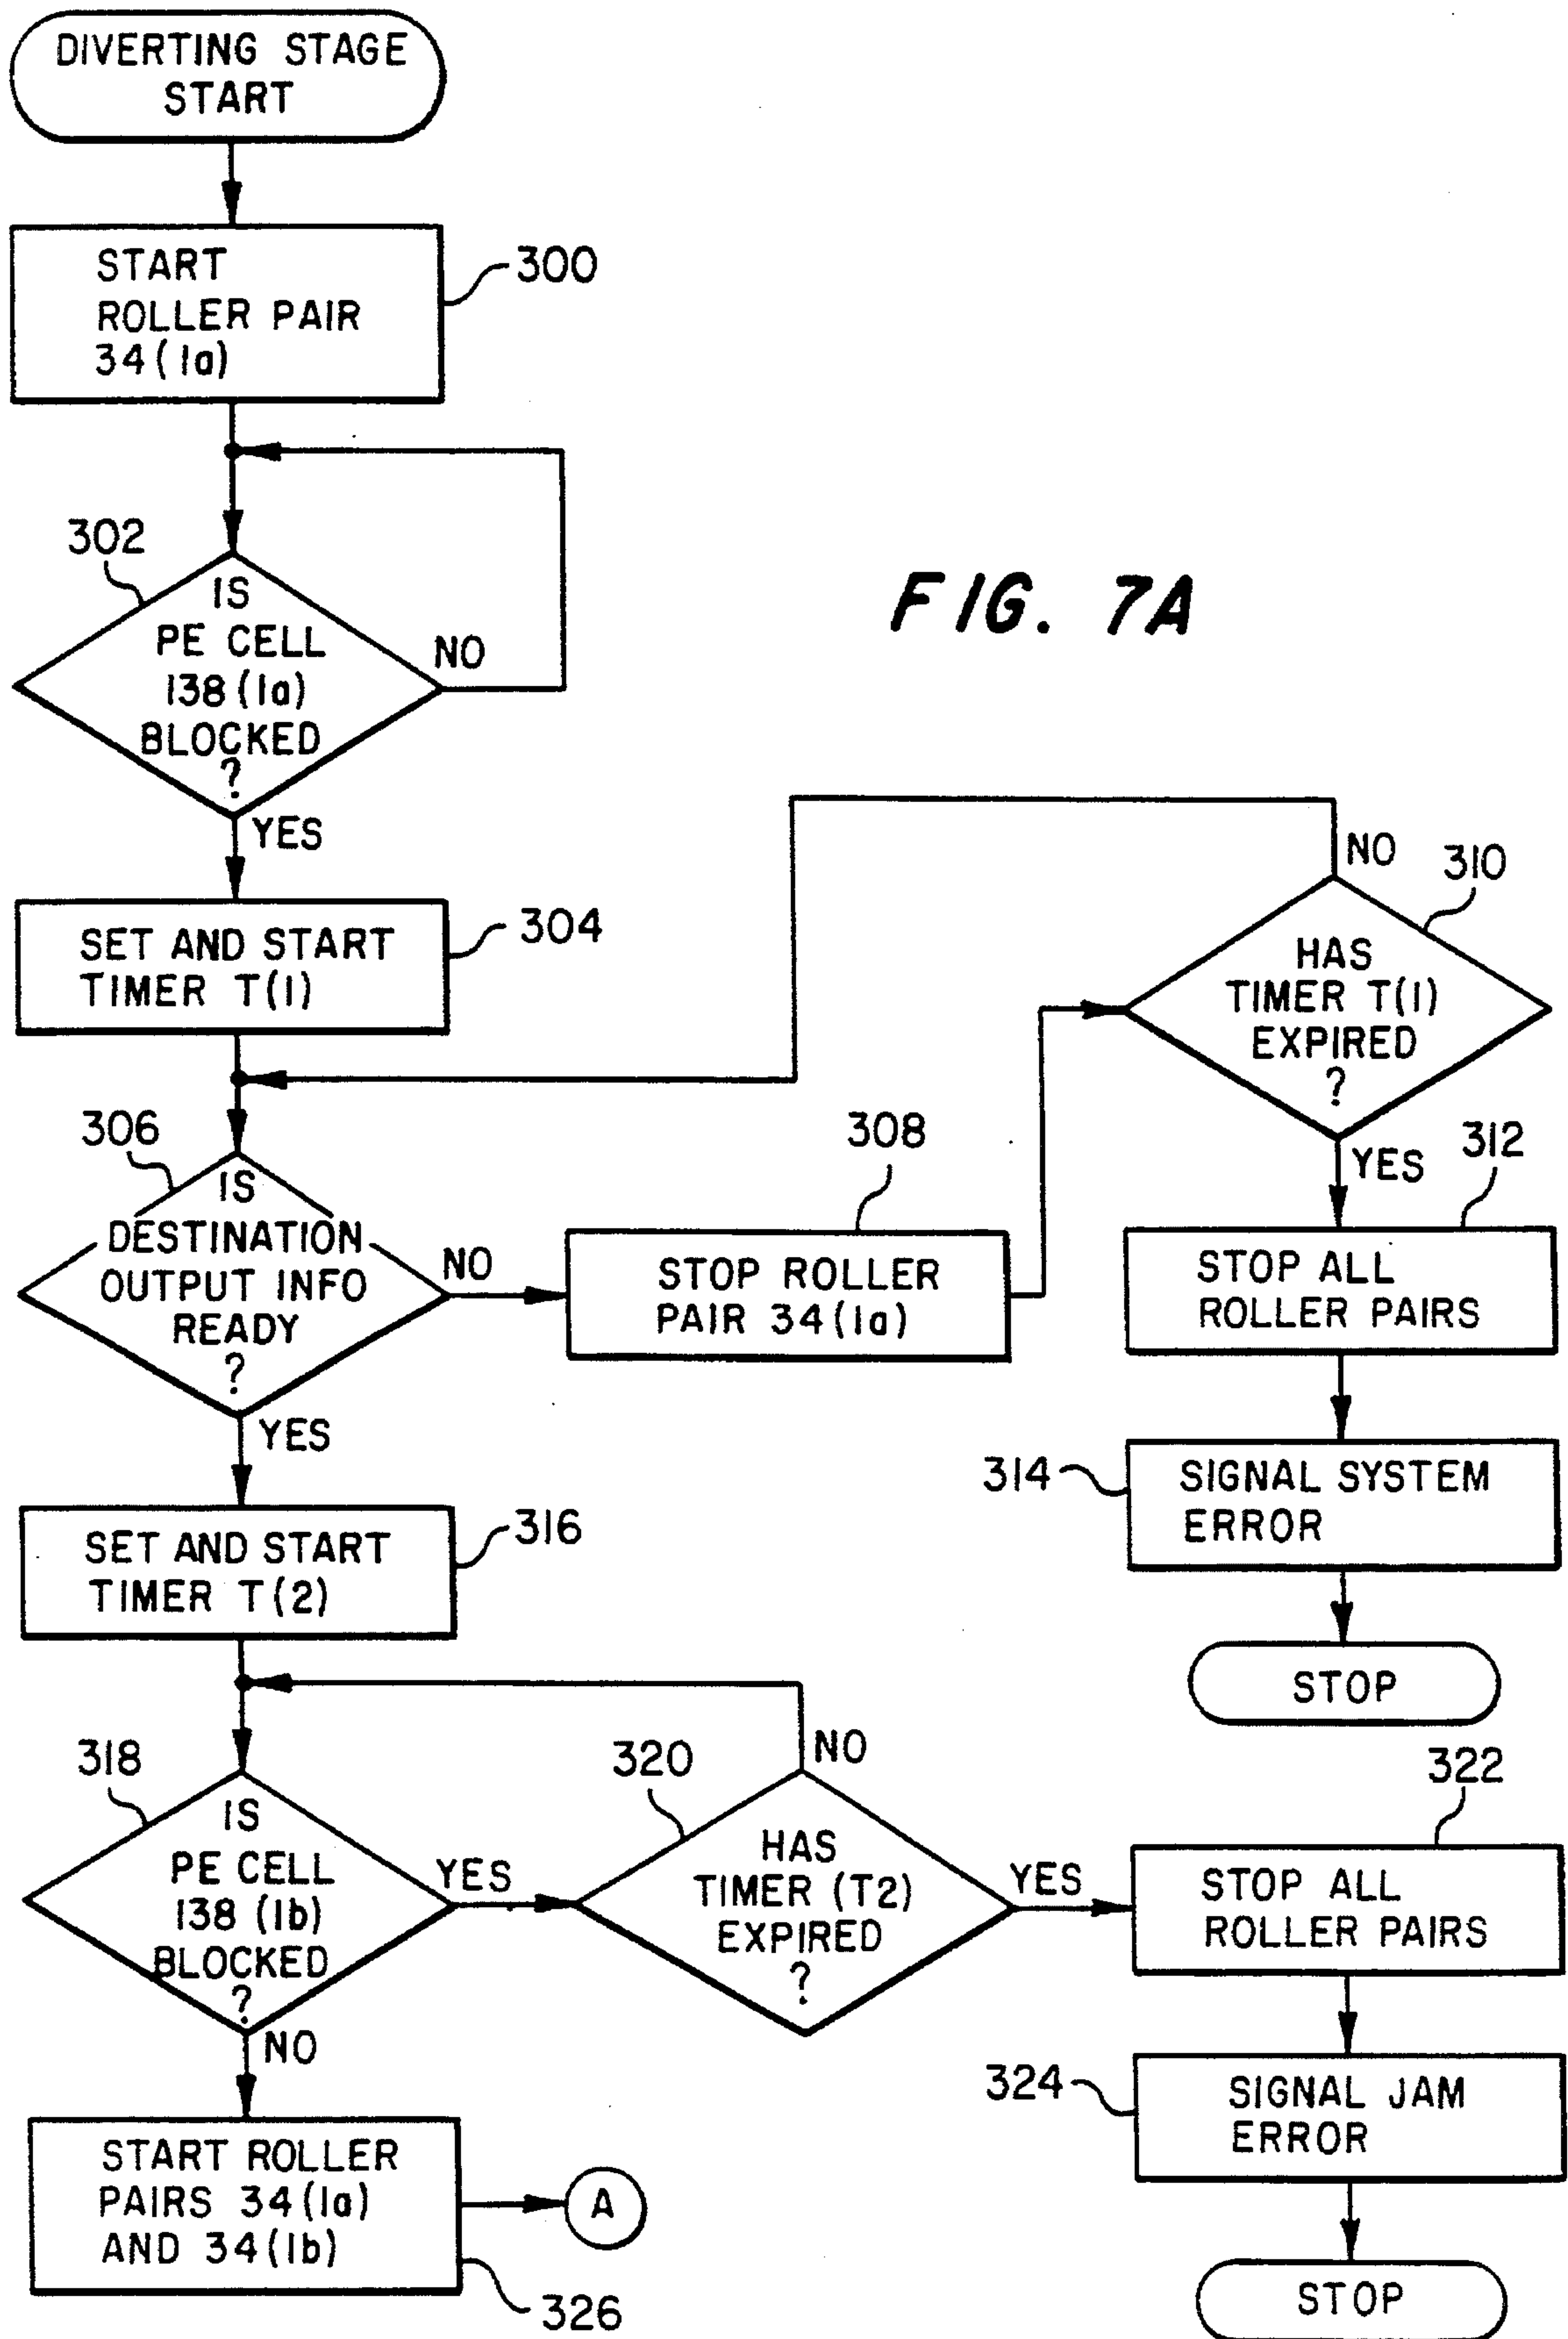 DIVERTING STAGE
START
START
ROLLER PAIR
34(1a)
300
302
IS
PE CELL
138(1a)
BLOCKED
?
NO
YES
FIG. 7A
SET AND START
TIMER T(1)
304
306
IS
DESTINATION
OUTPUT INFO
READY
?
NO
YES
308
STOP ROLLER
PAIR 34(1a)
310
NO
HAS
TIMER T(1)
EXPIRED
?
YES
312
STOP ALL
ROLLER PAIRS
314
SIGNAL SYSTEM
ERROR
STOP
SET AND START
TIMER T(2)
316
318
IS
PE CELL
138 (1b)
BLOCKED
?
YES
NO
320
NO
HAS
TIMER (T2)
EXPIRED
?
YES
322
STOP ALL
ROLLER PAIRS
324
SIGNAL JAM
ERROR
STOP
START ROLLER
PAIRS 34(1a)
AND 34(1b)
326
A